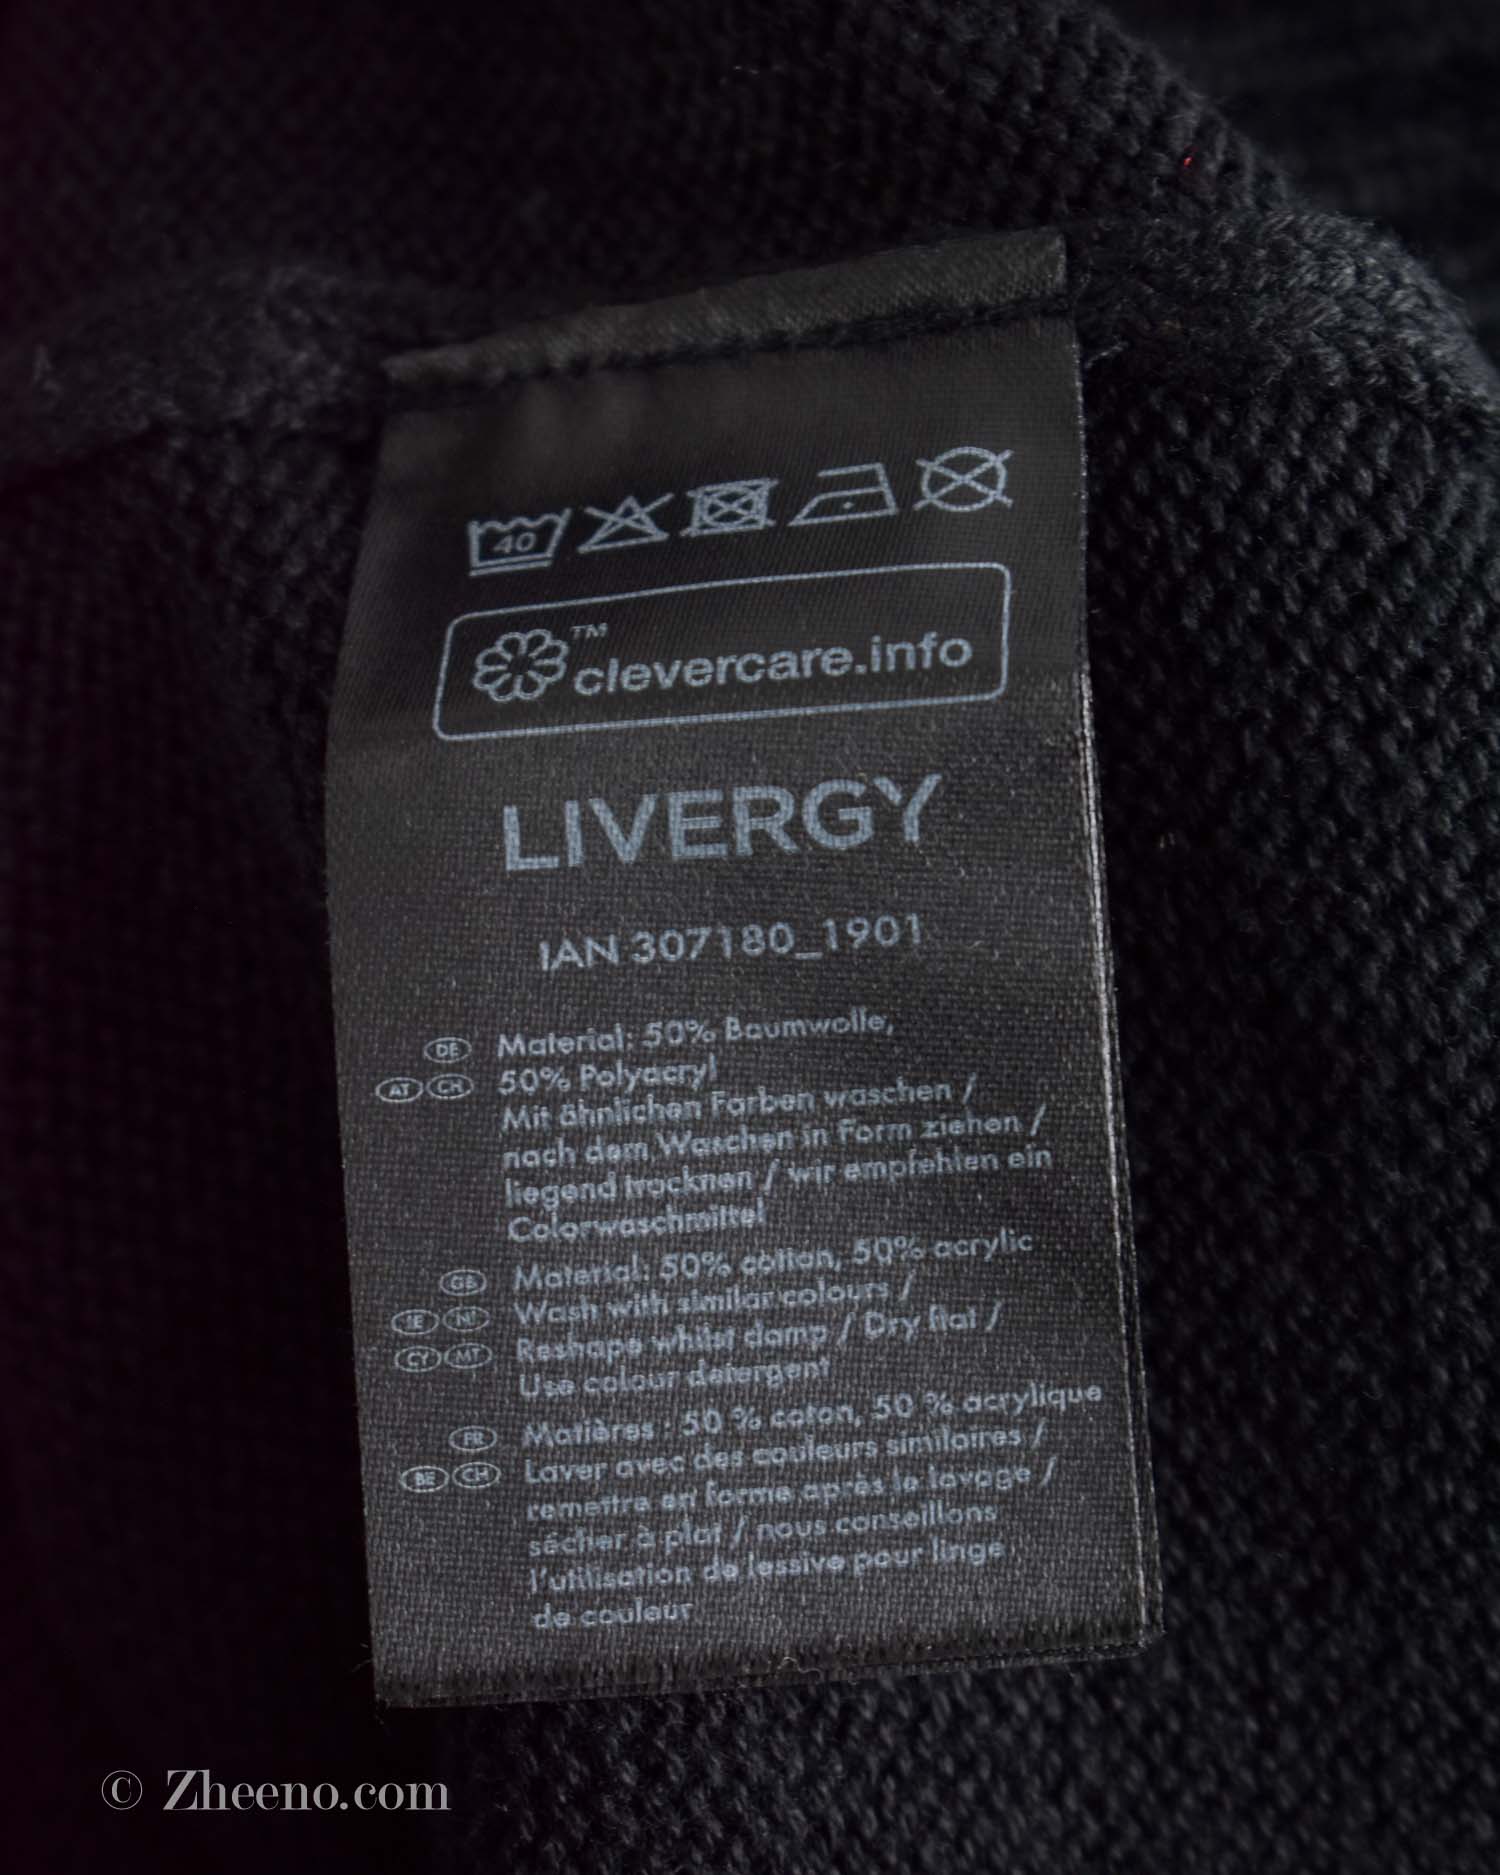 40
™
clevercare.info
LIVERGY
IAN 307180_1901
DE Material: 50% Baumwolle,
AT CH 50% Polyacryl
Mit ähnlichen Farben waschen /
nach dem Waschen in Form ziehen /
liegend trocknen / wir empfehlen ein
Colorwaschmittel
GB Material: 50% cotton, 50% acrylic
IE NI Wash with similar colours /
CY MT Reshape whilst damp / Dry flat /
Use colour detergent
FR Matières : 50 % coton, 50 % acrylique
BE CH Laver avec des couleurs similaires /
remettre en forme après le lavage /
sécher à plat / nous conseillons
l'utilisation de lessive pour linge
de couleur
© Zheeno.com